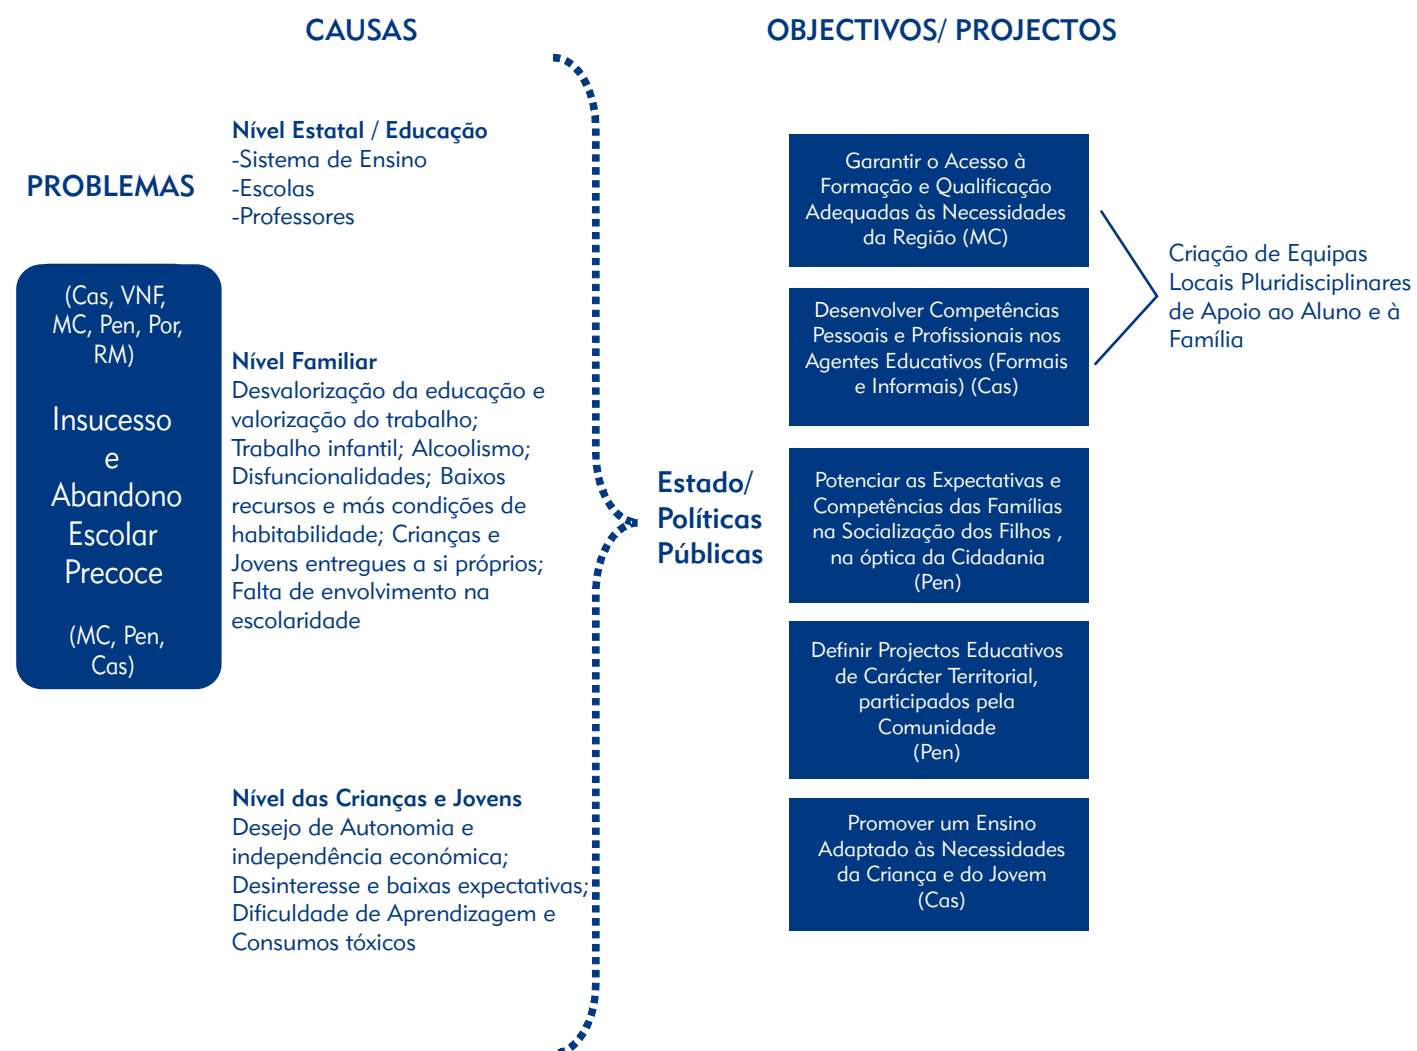 CAUSAS
OBJECTIVOS/ PROJECTOS
PROBLEMAS
(Cas, VNF,
MC, Pen, Por,
RM)
Insucesso
e
Abandono
Escolar
Precoce
(MC, Pen,
Cas)
Nível Estatal / Educação
-Sistema de Ensino
-Escolas
-Professores
Nível Familiar
Desvalorização da educação e
valorização do trabalho;
Trabalho infantil; Alcoolismo;
Disfuncionalidades; Baixos
recursos e más condições de
habitabilidade; Crianças e
Jovens entregues a si próprios;
Falta de envolvimento na
escolaridade
Nível das Crianças e Jovens
Desejo de Autonomia e
independência económica;
Desinteresse e baixas expectativas;
Dificuldade de Aprendizagem e
Consumos tóxicos
Estado/
Políticas
Públicas
Garantir o Acesso à
Formação e Qualificação
Adequadas às Necessidades
da Região (MC)
Desenvolver Competências
Pessoais e Profissionais nos
Agentes Educativos (Formais
e Informais) (Cas)
Potenciar as Expectativas e
Competências das Famílias
na Socialização dos Filhos ,
na óptica da Cidadania
(Pen)
Definir Projectos Educativos
de Carácter Territorial,
participados pela
Comunidade
(Pen)
Promover um Ensino
Adaptado às Necessidades
da Criança e do Jovem
(Cas)
Criação de Equipas
Locais Pluridisciplinares
de Apoio ao Aluno e à
Família